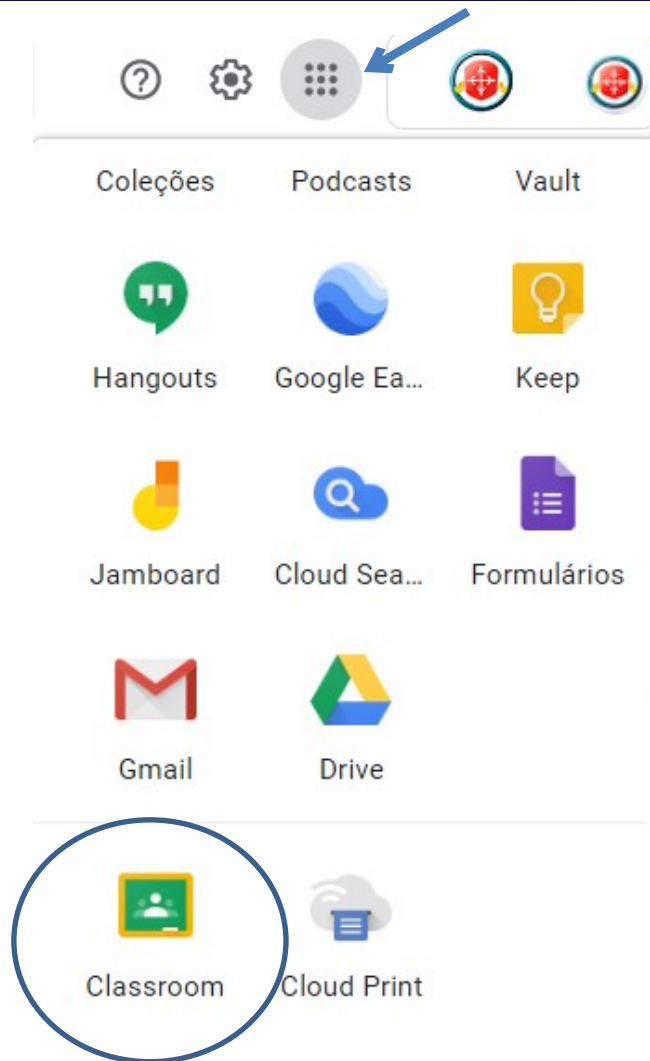 Coleções Podcasts Vault
Hangouts Google Ea... Keep
Jamboard Cloud Sea... Formulários
Gmail Drive
Classroom Cloud Print